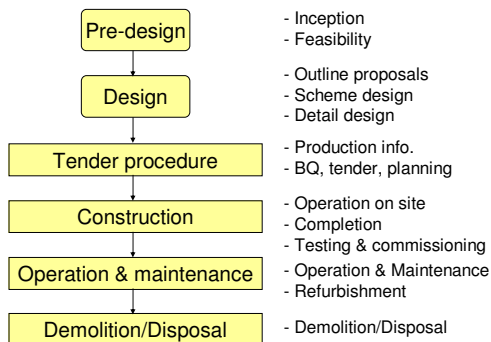 Pre-design
- Inception
- Feasibility
Design
- Outline proposals
- Scheme design
- Detail design
Tender procedure
- Production info.
- BQ, tender, planning
Construction
- Operation on site
- Completion
- Testing & commissioning
Operation & maintenance
- Operation & Maintenance
- Refurbishment
Demolition/Disposal
- Demolition/Disposal